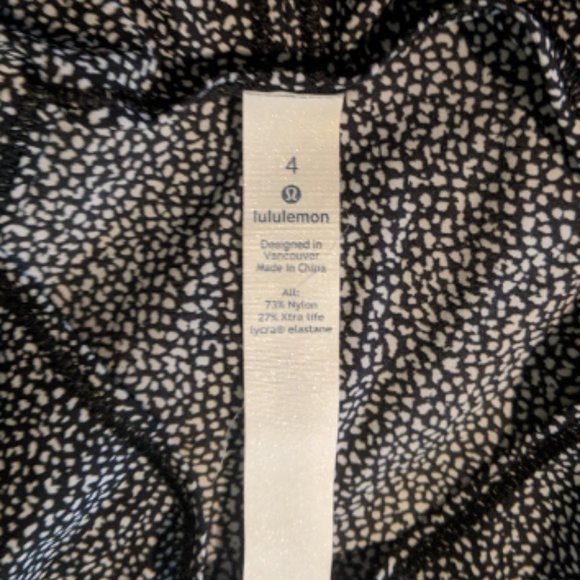 4
lululemon
Designed in
Vancouver
Made in China
All:
73% Nylon
27% Xtra life
lycra® elastane